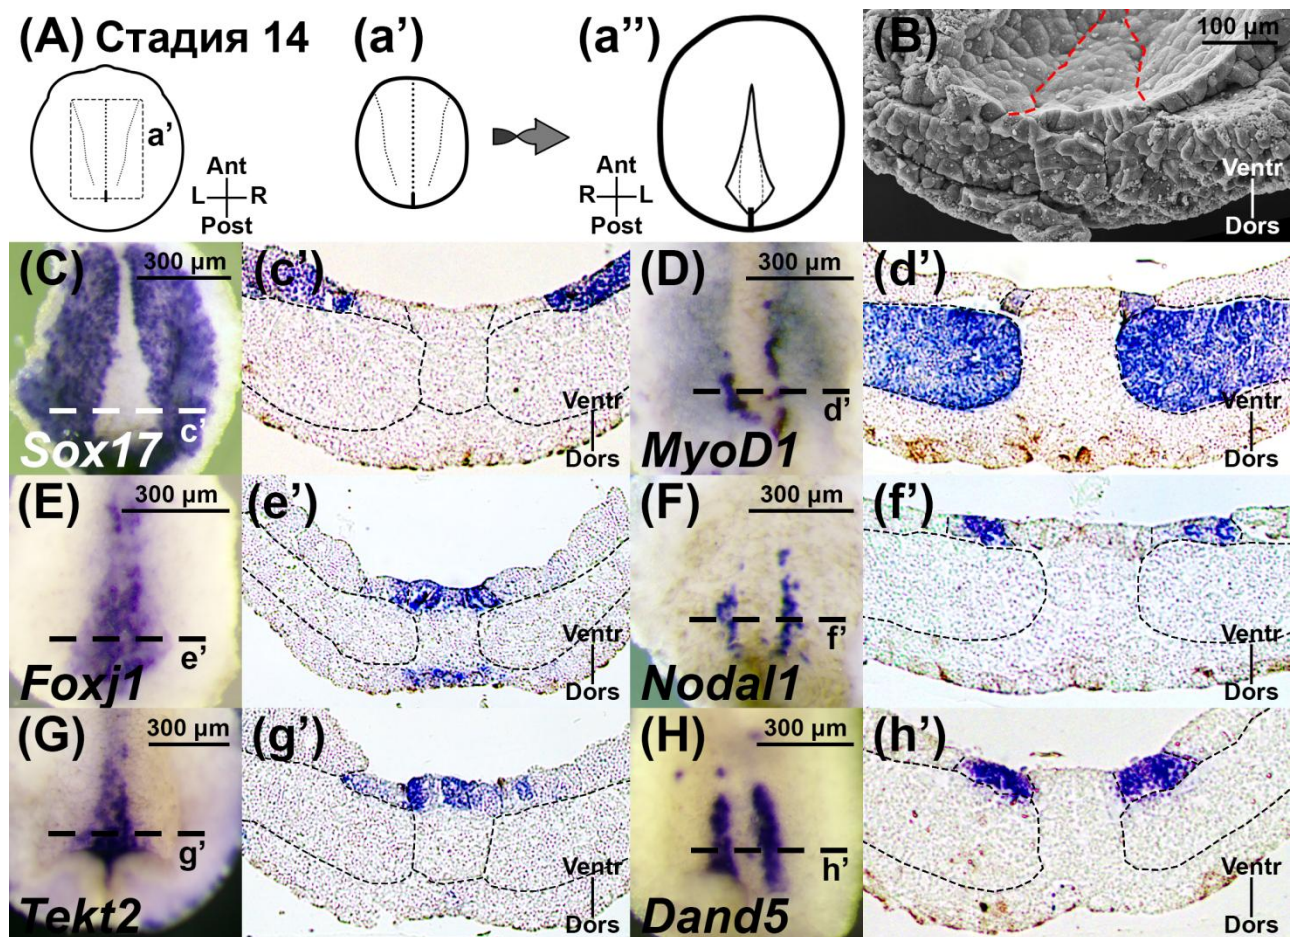 (A) Стадия 14
a'
Ant
L R
Post
(a')
(a'')
Ant
R L
Post
(B)
100 µm
Ventr
Dors
(C)
300 µm
c'
Sox17
(c')
Ventr
Dors
(D)
300 µm
d'
MyoD1
(d')
Ventr
Dors
(E)
300 µm
e'
Foxj1
(e')
Ventr
Dors
(F)
300 µm
f'
Nodal1
(f')
Ventr
Dors
(G)
300 µm
g'
Tekt2
(g')
Ventr
Dors
(H)
300 µm
h'
Dand5
(h')
Ventr
Dors